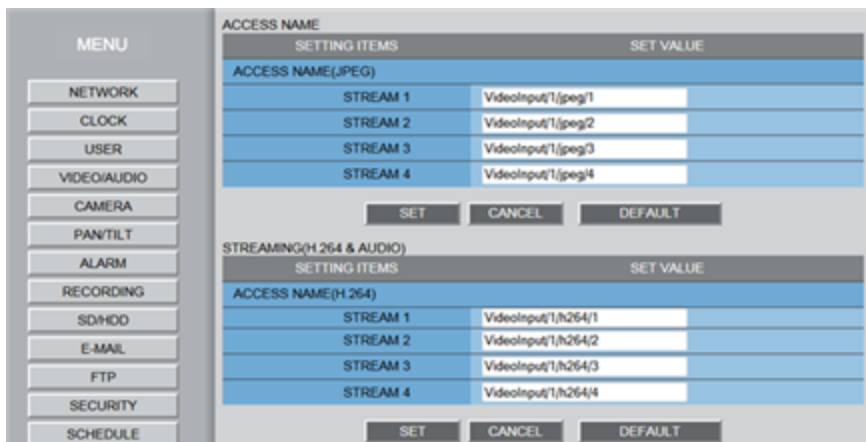 MENU
NETWORK
CLOCK
USER
VIDEO/AUDIO
CAMERA
PAN/TILT
ALARM
RECORDING
SD/HDD
E-MAIL
FTP
SECURITY
SCHEDULE
ACCESS NAME
SETTING ITEMS SET VALUE
ACCESS NAME(JPEG)
STREAM 1 VideoInput/1/jpeg/1
STREAM 2 VideoInput/1/jpeg/2
STREAM 3 VideoInput/1/jpeg/3
STREAM 4 VideoInput/1/jpeg/4
SET CANCEL DEFAULT
STREAMING(H.264 & AUDIO)
SETTING ITEMS SET VALUE
ACCESS NAME(H.264)
STREAM 1 VideoInput/1/h264/1
STREAM 2 VideoInput/1/h264/2
STREAM 3 VideoInput/1/h264/3
STREAM 4 VideoInput/1/h264/4
SET CANCEL DEFAULT